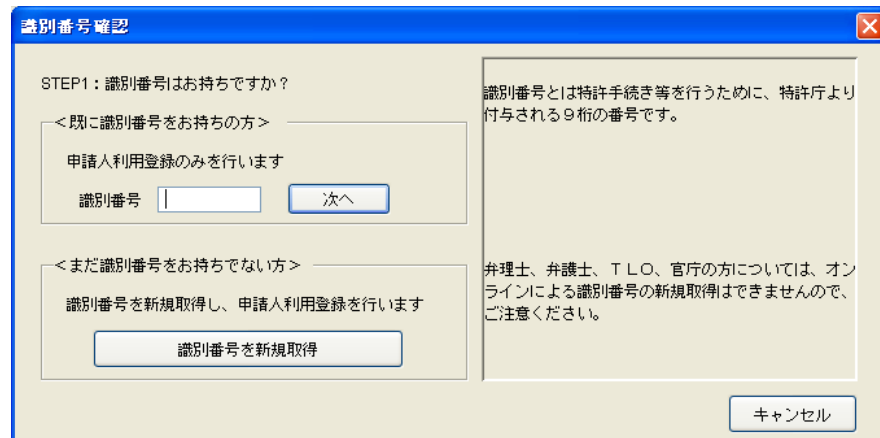 識別番号確認
STEP1：識別番号はお持ちですか？
＜既に識別番号をお持ちの方＞
申請人利用登録のみを行います
識別番号
次へ
＜まだ識別番号をお持ちでない方＞
識別番号を新規取得し、申請人利用登録を行います
識別番号を新規取得
識別番号とは特許手続き等を行うために、特許庁より
付与される９桁の番号です。
弁理士、弁護士、ＴＬＯ、官庁の方については、オン
ラインによる識別番号の新規取得はできませんので、
ご注意ください。
キャンセル